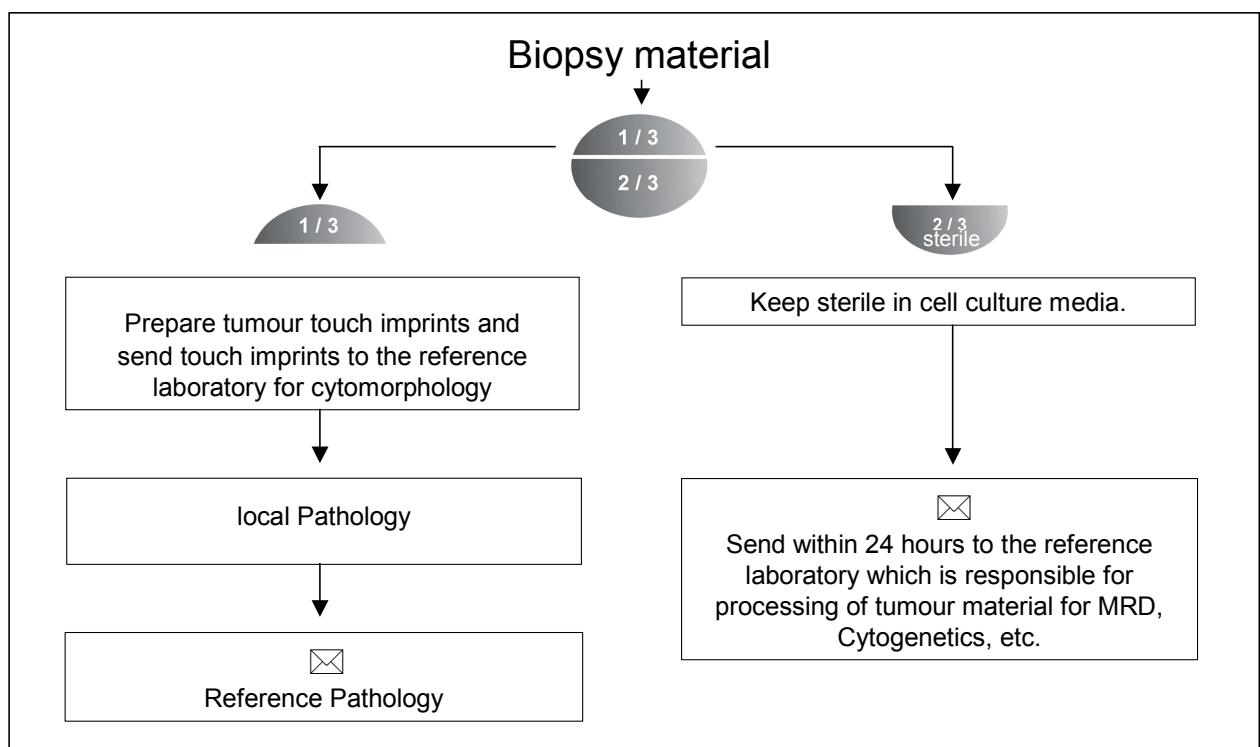 Biopsy material
1 / 3
2 / 3
1 / 3
2 / 3
sterile
Prepare tumour touch imprints and
send touch imprints to the reference
laboratory for cytomorphology
local Pathology
Reference Pathology
Keep sterile in cell culture media.
Send within 24 hours to the reference
laboratory which is responsible for
processing of tumour material for MRD,
Cytogenetics, etc.